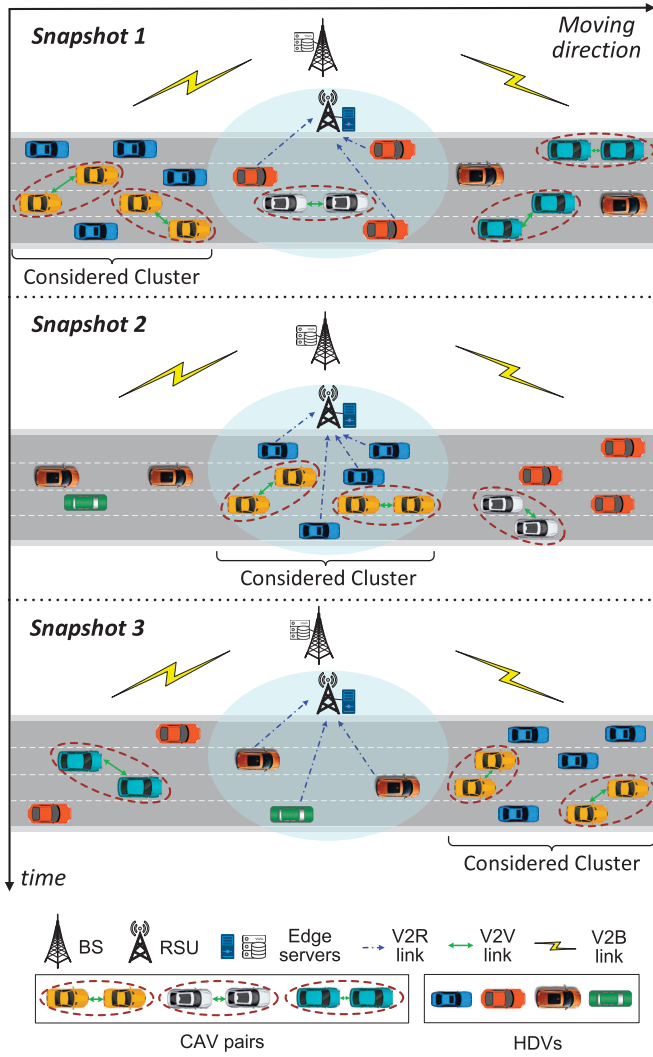 Snapshot 1
Moving
direction
Considered Cluster
Snapshot 2
Considered Cluster
Snapshot 3
Considered Cluster
time
BS
RSU
Edge
servers
V2R
link
V2V
link
V2B
link
CAV pairs
HDVs